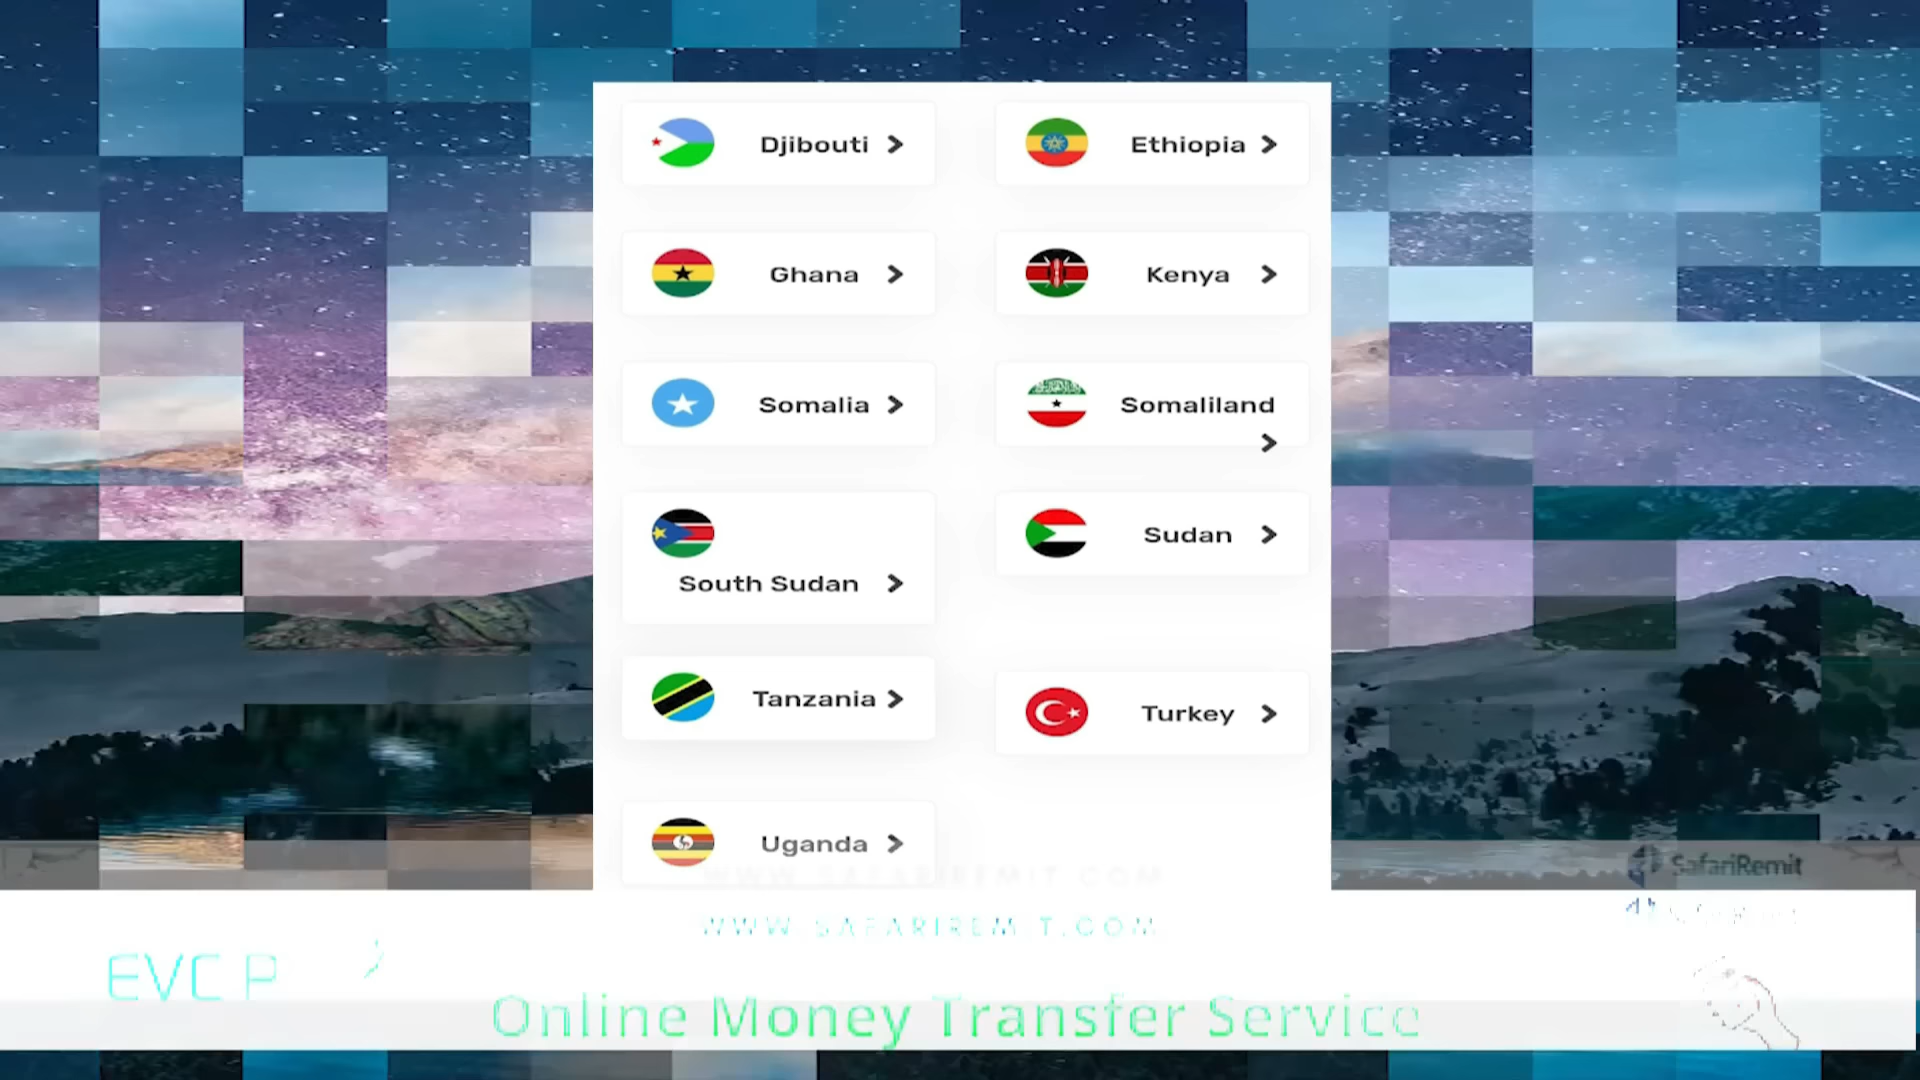 Djibouti
Ethiopia
Ghana
Kenya
Somalia
Somaliland
South Sudan
Sudan
Tanzania
Turkey
Uganda
SafariRemit
WWW.SAFARIREMIT.COM
EVC P
Online Money Transfer Service